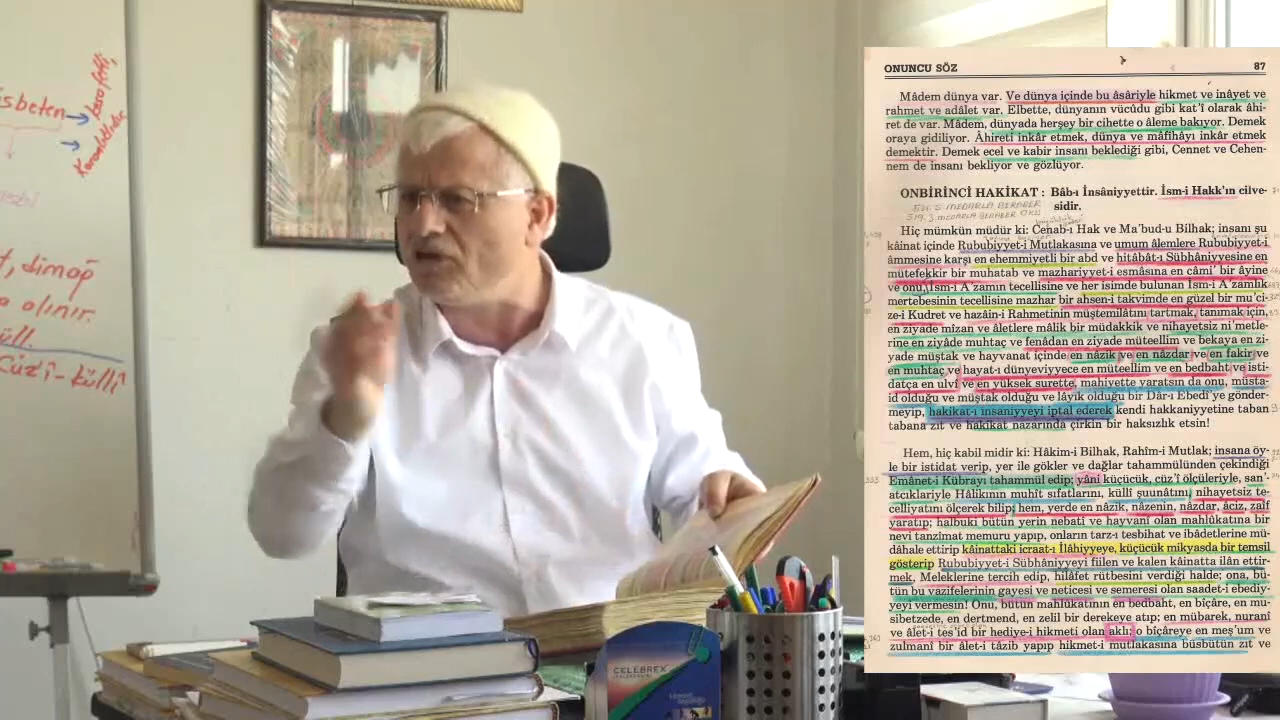 isbeten
dimağ
a alınır.
Cüz'î-küllî
CELEBREX
ONUNCU SÖZ 87
Mâdem dünya var. Ve dünya içinde bu âsâriyle hikmet ve inâyet ve
rahmet ve adâlet var. Elbette, dünyanın vücûdu gibi kat'î olarak âhi-
ret de var. Mâdem, dünyada herşey bir cihette o âleme bakıyor. Demek
oraya gidiliyor. Âhireti inkâr etmek, dünya ve mâfihâyı inkâr etmek
demektir. Demek ecel ve kabir insanı beklediği gibi, Cennet ve Cehen-
nem de insanı bekliyor ve gözlüyor.
ONBİRİNCİ HAKİKAT : Bâb-ı İnsâniyyettir. İsm-i Hakk'ın cilve-
sidir.
MEDARLA BERABER
MEDARLA BERABER OKU
Hiç mümkün müdür ki: Cenab-ı Hak ve Ma'bud-u Bilhak; insanı şu
kâinat içinde Rububiyyet-i Mutlakasına ve umum âlemlere Rububiyyet-i
âmmesine karşı en ehemmiyetli bir abd ve hitâbât-ı Sübhâniyyesine en
mütefekkir bir muhatab ve mazhariyyet-i esmâsına en câmi' bir âyine
ve onu, İsm-i A'zamın tecellisine ve her isimde bulunan İsm-i A'zamlık
mertebesinin tecellisine mazhar bir ahsen-i takvimde en güzel bir mu'ci-
ze-i Kudret ve hazâin-i Rahmetinin müştemilâtını tartmak, tanımak için,
en ziyade mizan ve âletlere mâlik bir müdakkik ve nihayetsiz ni'metle-
rine en ziyâde muhtaç ve fenâdan en ziyade müteellim ve bekaya en zi-
yade müştak ve hayvanat içinde en nâzik ve en nâzdar ve en fakir ve
en muhtaç ve hayat-ı dünyeviyyece en müteellim ve en bedbaht ve isti-
datça en ulvî ve en yüksek surette, mahiyette yaratsın da onu, müsta-
id olduğu ve müştak olduğu ve lâyik olduğu bir Dâr-ı Ebedî'ye gönder-
meyip, hakikat-ı insaniyyeyi iptal ederek kendi hakkaniyyetine taban
tabana zıt ve hakikat nazarında çirkin bir haksızlık etsin!
Hem, hiç kabil midir ki: Hâkim-i Bilhak, Rahîm-i Mutlak; insana öy-
le bir istidat verip, yer ile gökler ve dağlar tahammülünden çekindiği
Emânet-i Kübrayı tahammül edip; yâni küçücük, cüz'î ölçüleriyle, san'-
atcıklariyle Hâlikının muhît sıfatlarını, küllî şuunâtını, nihayetsiz te-
celliyatını ölçerek bilip; hem, yerde en nâzik, nâzenin, nâzdar, âciz, zaîf
yaratıp; halbuki bütün yerin nebatî ve hayvanî olan mahlûkatına bir
nevi tanzimat memuru yapıp, onların tarz-ı tesbihat ve ibâdetlerine mü-
dâhale ettirip kâinattaki icraat-ı İlâhiyyeye, küçücük mikyasda bir temsil
gösterip Rububiyyet-i Sübhâniyyeyi fiilen ve kalen kâinatta ilân ettir-
mek, Meleklerine tercih edip, hilâfet rütbesini verdiği halde; ona, bü-
tün bu vazifelerinin gayesi ve neticesi ve semeresi olan saadet-i ebediy-
yeyi vermesin! Onu, bütün mahlûkatının en bedbaht, en bîçâre, en mu-
sibetzede, en dertmend, en zelil bir derekeye atıp; en mübarek, nuranî
ve âlet-i tes'id bir hediye-i hikmeti olan aklı; o bîçâreye en meş'um ve
zulmanî bir âlet-i tâzib yapıp hikmet-i mutlakasına büsbütün zıt ve